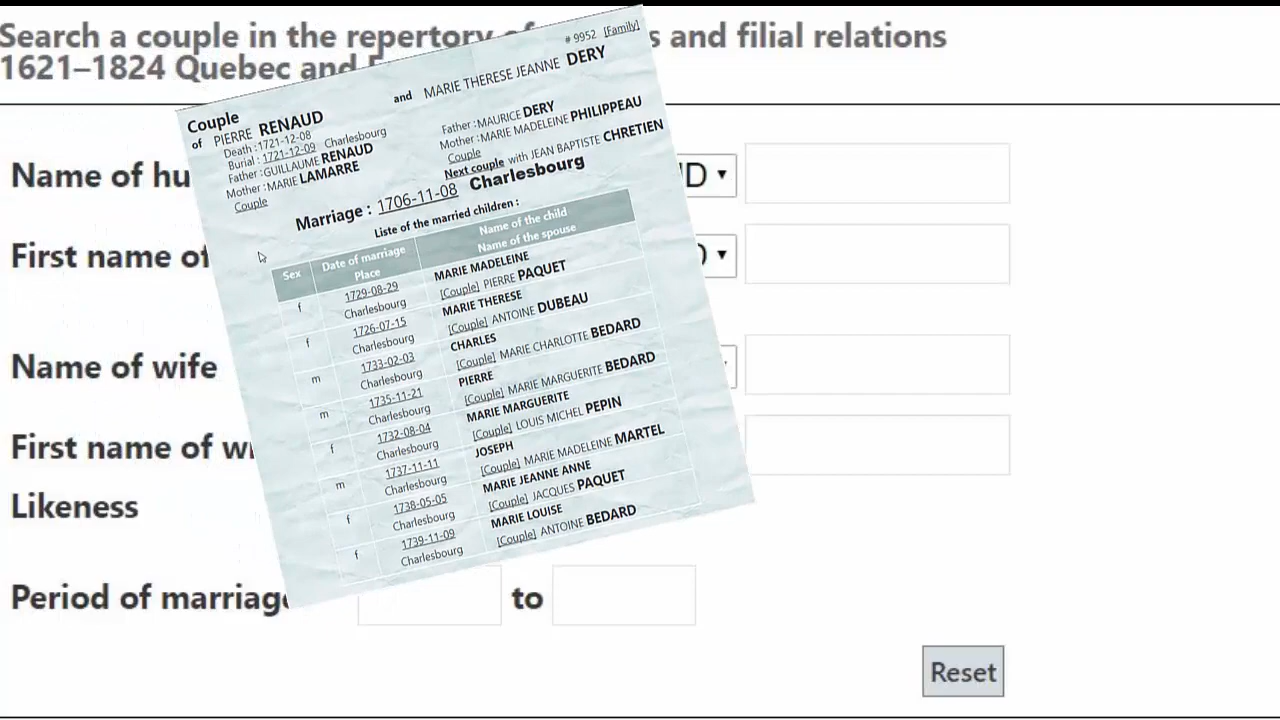 Search a couple in the repertory s and filial relations
1621–1824 Quebec and
Name of hu
D
First name of
Name of wife
First name of wi
Likeness
Period of marriage
to
Reset
# 9952 [Family]
Couple
of PIERRE RENAUD and MARIE THERESE JEANNE DERY
Death : 1721-12-08
Burial : 1721-12-09 Charlesbourg
Father : GUILLAUME RENAUD
Mother : MARIE LAMARRE
Couple
Father : MAURICE DERY
Mother : MARIE MADELEINE PHILIPPEAU
Couple
Next couple with JEAN BAPTISTE CHRETIEN
Marriage : 1706-11-08 Charlesbourg
Liste of the married children :
Sex
Date of marriage
Place
Name of the child
Name of the spouse
f
1729-08-29
Charlesbourg
MARIE MADELEINE
[Couple] PIERRE PAQUET
f
1726-07-15
Charlesbourg
MARIE THERESE
[Couple] ANTOINE DUBEAU
m
1733-02-03
Charlesbourg
CHARLES
[Couple] MARIE CHARLOTTE BEDARD
m
1735-11-21
Charlesbourg
PIERRE
[Couple] MARIE MARGUERITE BEDARD
f
1732-08-04
Charlesbourg
MARIE MARGUERITE
[Couple] LOUIS MICHEL PEPIN
m
1737-11-11
Charlesbourg
JOSEPH
[Couple] MARIE MADELEINE MARTEL
f
1738-05-05
Charlesbourg
MARIE JEANNE ANNE
[Couple] JACQUES PAQUET
f
1739-11-09
Charlesbourg
MARIE LOUISE
[Couple] ANTOINE BEDARD